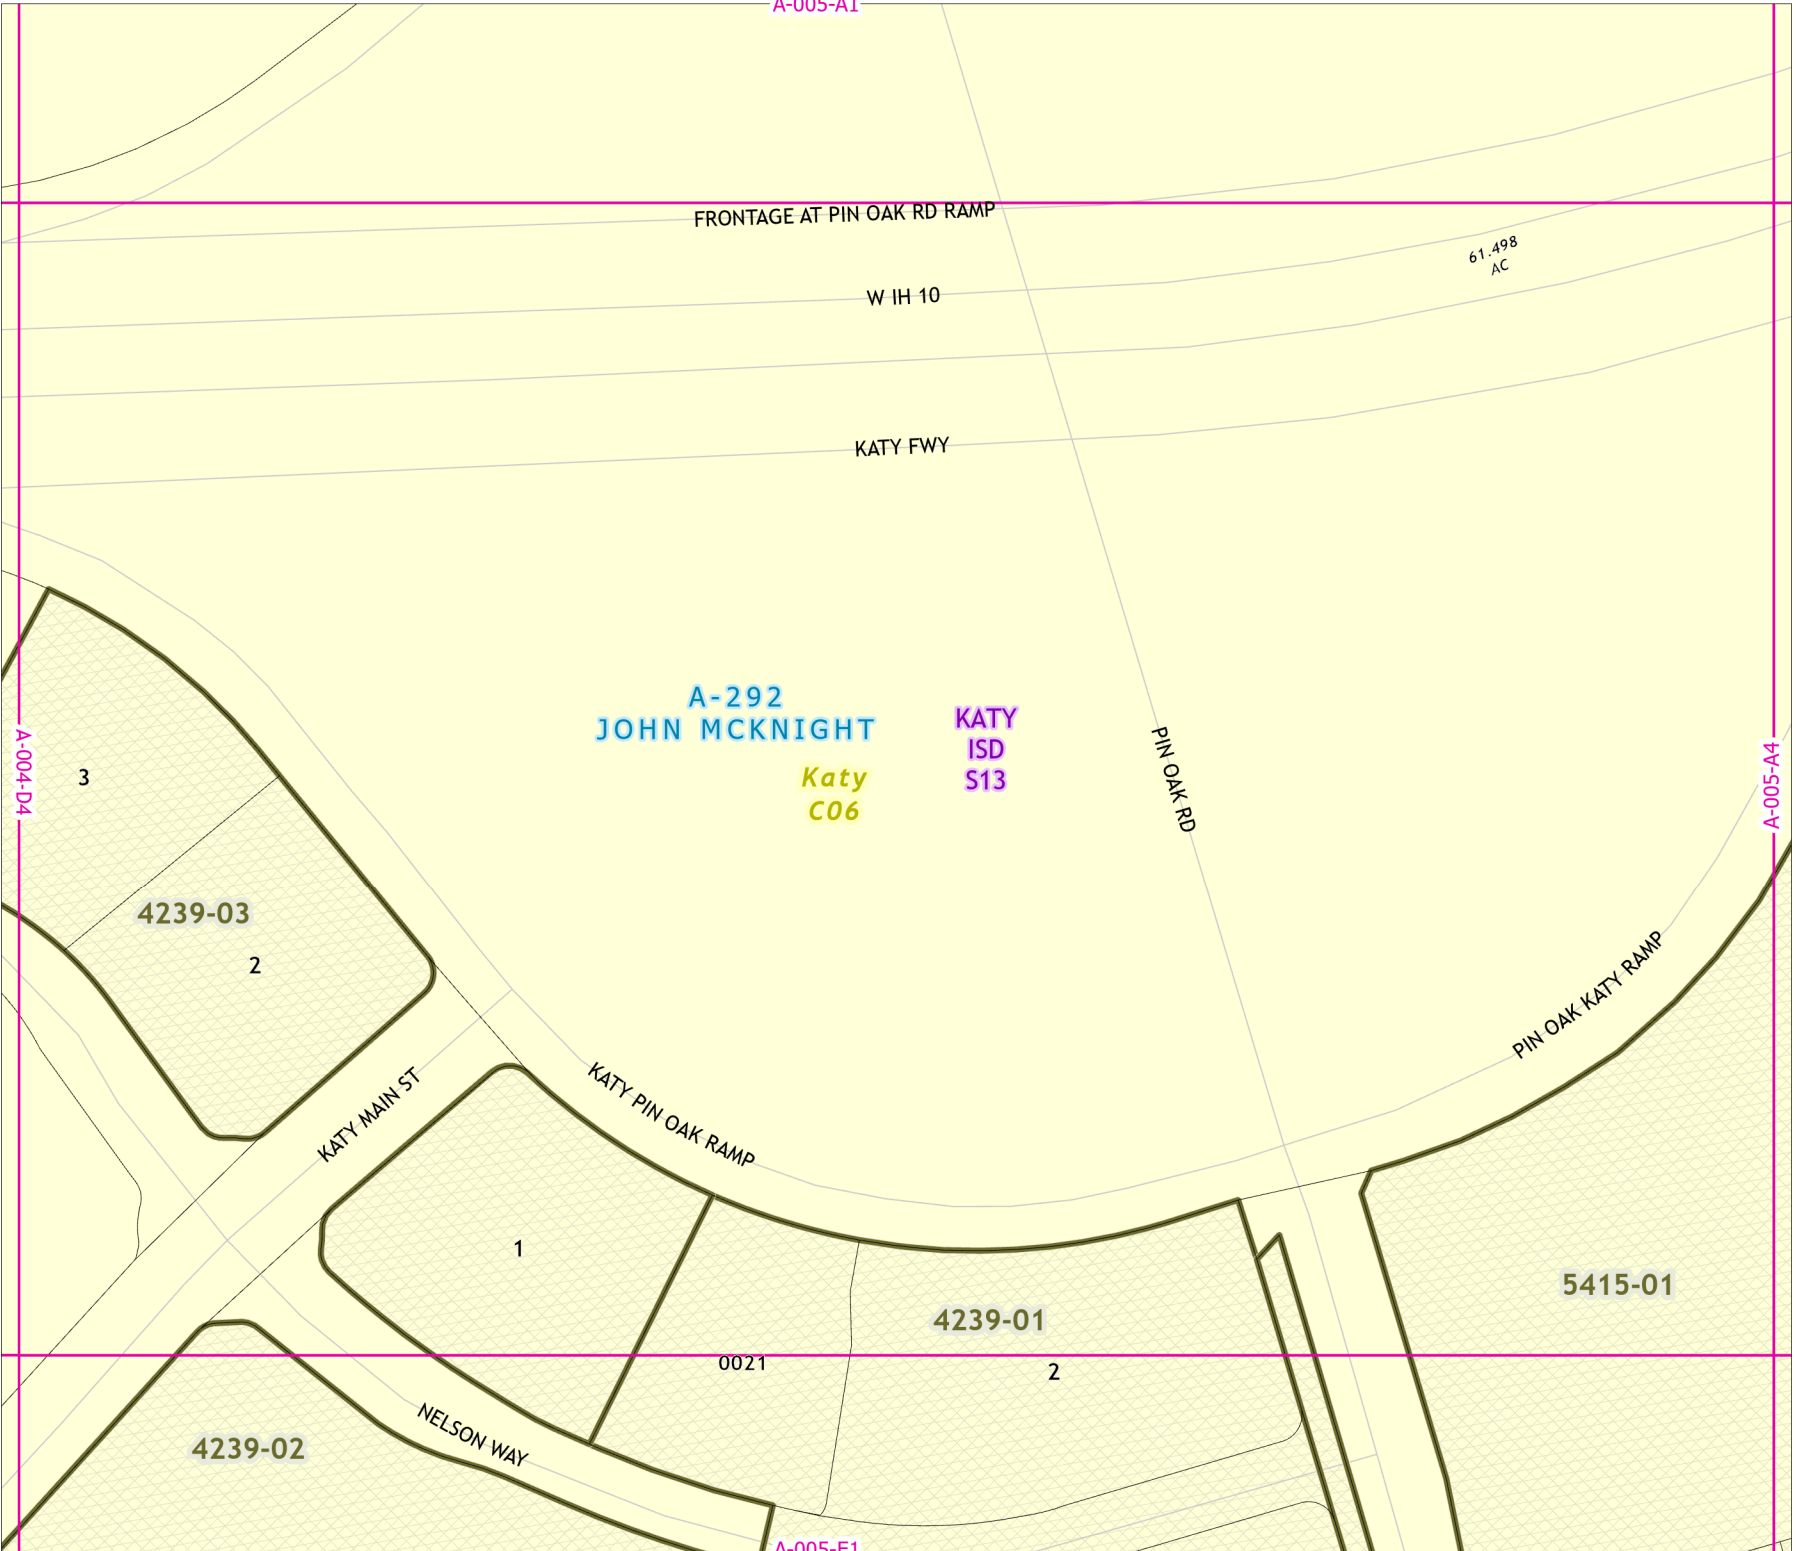 A-005-A1
FRONTAGE AT PIN OAK RD RAMP
61.498
AC
W IH 10
KATY FWY
A-292
JOHN MCKNIGHT
KATY
ISD
S13
Katy
C06
PIN OAK RD
A-004-D4
A-005-A4
3
4239-03
2
PIN OAK KATY RAMP
KATY MAIN ST
KATY PIN OAK RAMP
1
5415-01
4239-01
0021
2
NELSON WAY
4239-02
A-005-E1